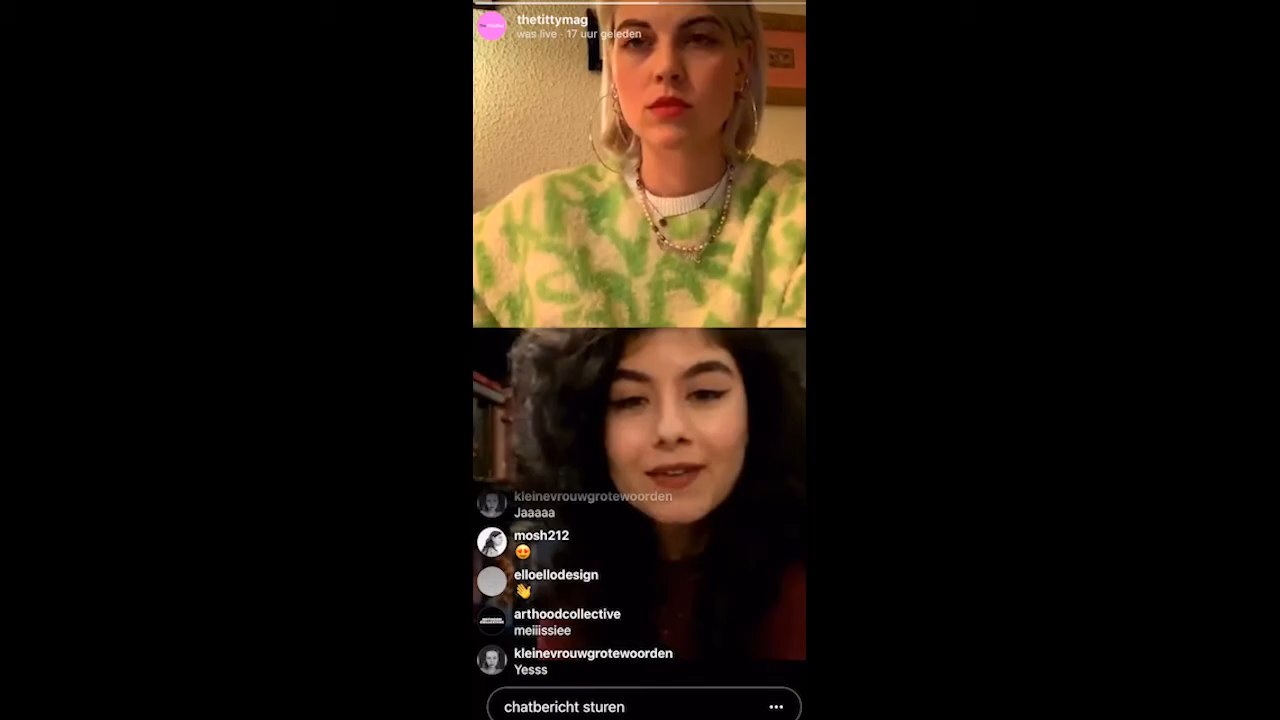 thetittymag
was live · 17 uur geleden
kleinevrouwgrotewoorden
Jaaaaa
mosh212
😍
elloellodesign
👋
arthoodcollective
meiiissiee
kleinevrouwgrotewoorden
Yesss
chatbericht sturen